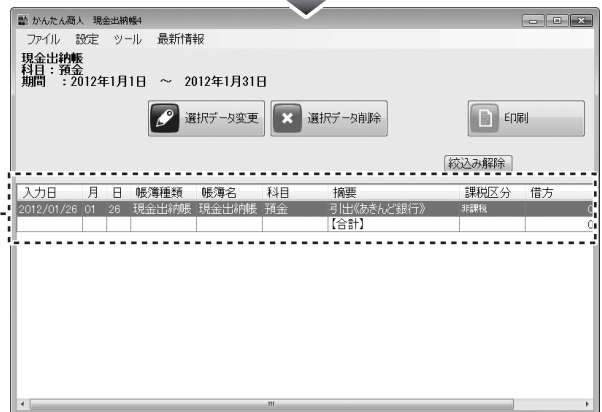 かんたん商人 現金出納帳4
ファイル 設定 ツール 最新情報
現金出納帳
科目：預金
期間 ：2012年1月1日 ～ 2012年1月31日
選択データ変更 選択データ削除 印刷
絞込み解除
入力日 月 日 帳簿種類 帳簿名 科目 摘要 課税区分 借方
2012/01/26 01 26 現金出納帳 現金出納帳 預金 引出《あきんど銀行》 非課税 0
【合計】 0